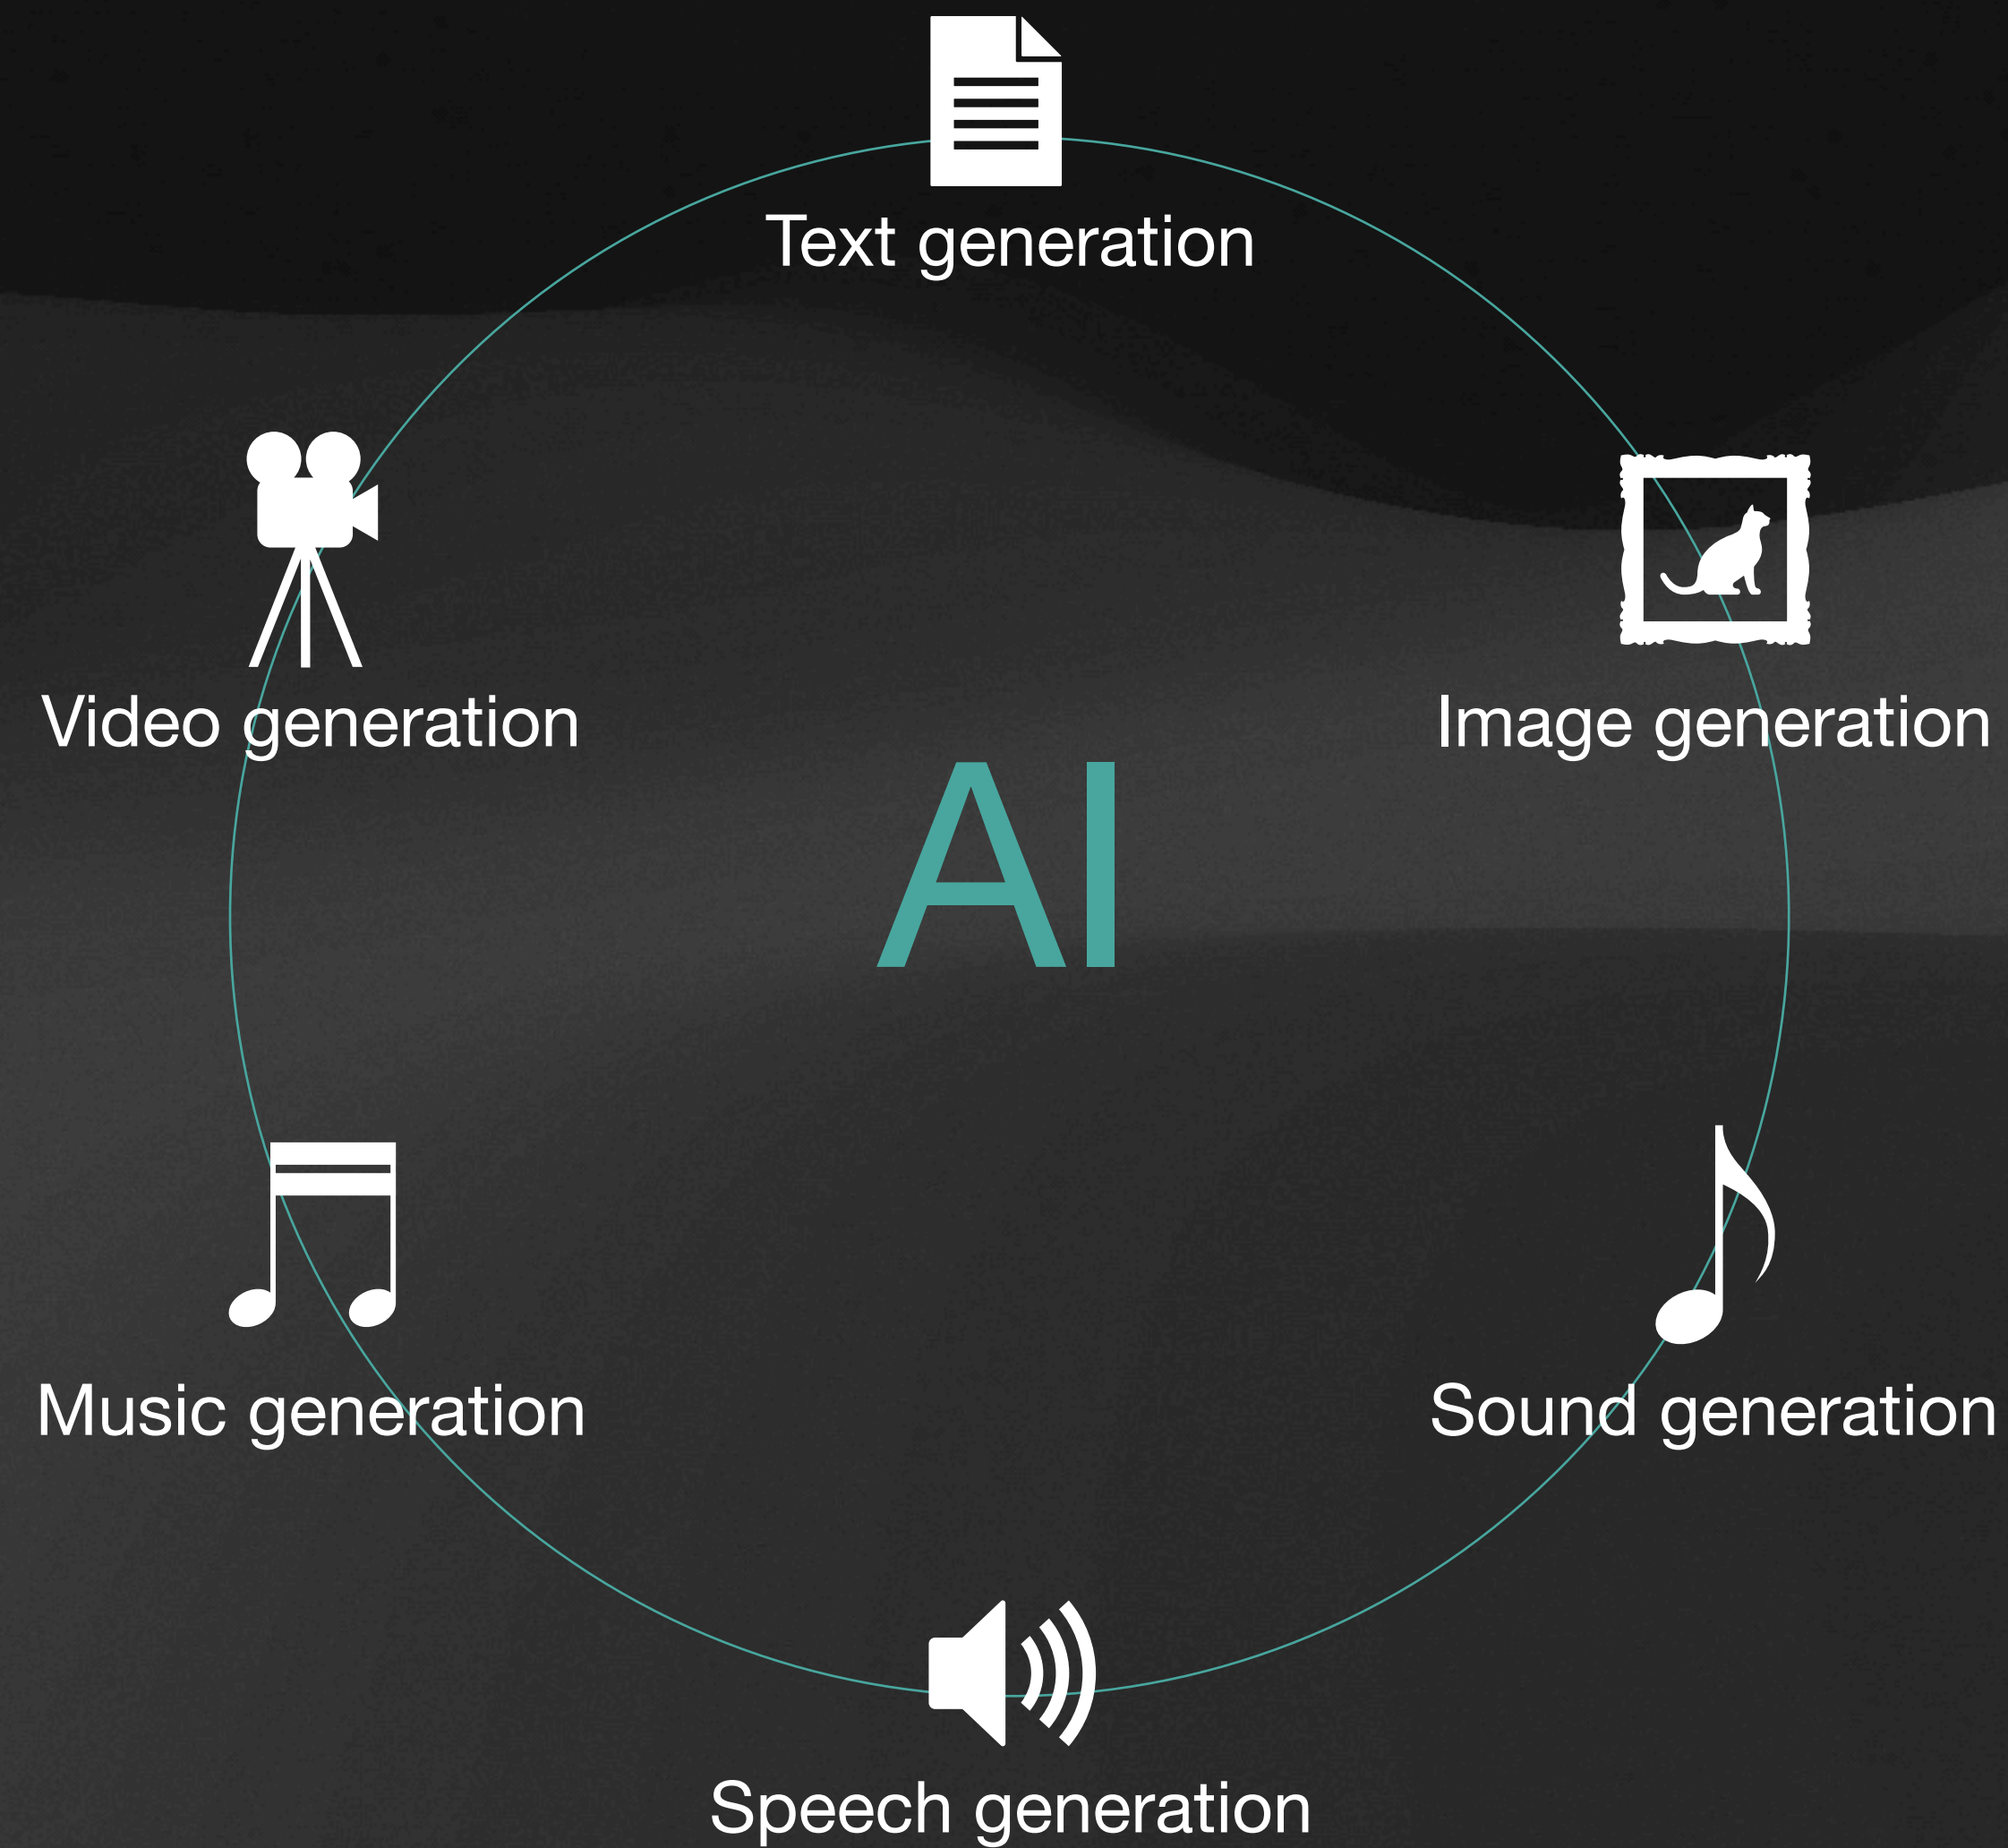 Text generation
Video generation
Image generation
AI
Music generation
Sound generation
Speech generation